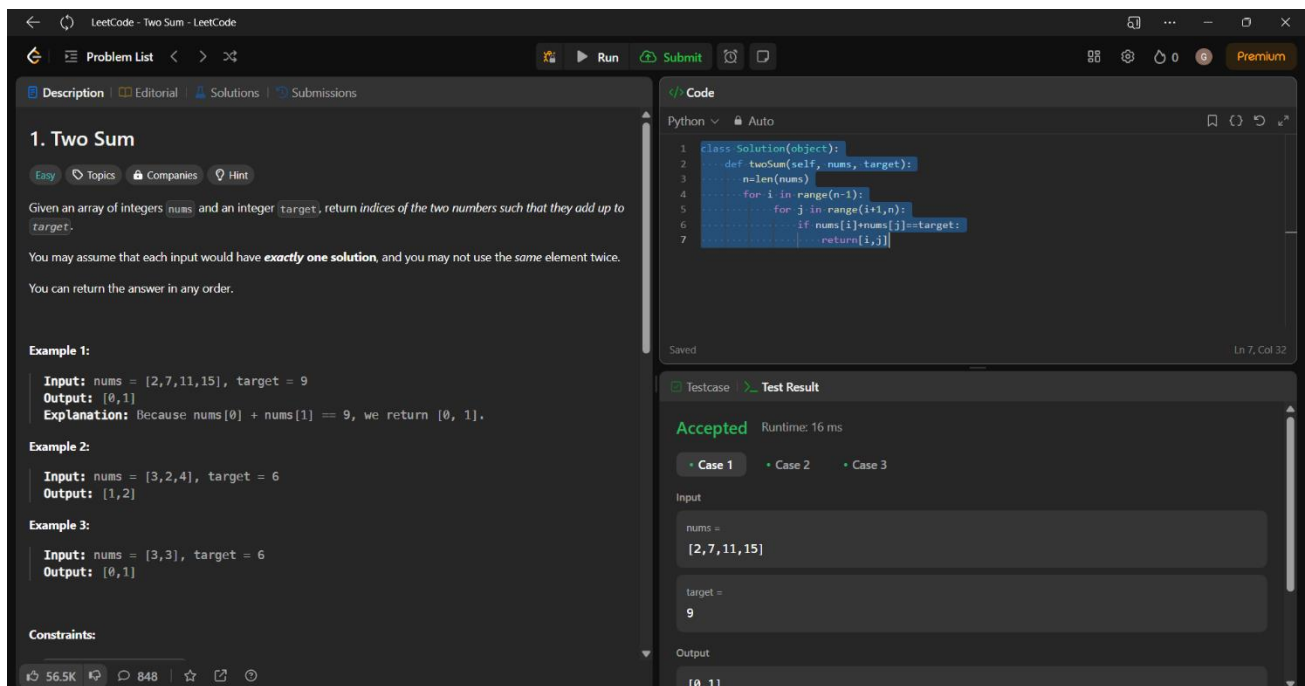 LeetCode - Two Sum - LeetCode
Problem List
Run
Submit
0
G
Premium
Description
Editorial
Solutions
Submissions
1. Two Sum
Easy
Topics
Companies
Hint
Given an array of integers nums and an integer target, return indices of the two numbers such that they add up to
target.
You may assume that each input would have exactly one solution, and you may not use the same element twice.
You can return the answer in any order.
Example 1:
Input: nums = [2,7,11,15], target = 9
Output: [0,1]
Explanation: Because nums[0] + nums[1] == 9, we return [0, 1].
Example 2:
Input: nums = [3,2,4], target = 6
Output: [1,2]
Example 3:
Input: nums = [3,3], target = 6
Output: [0,1]
Constraints:
56.5K
848
</> Code
Python
Auto
1 class Solution(object):
2 def twoSum(self, nums, target):
3 n=len(nums)
4 for i in range(n-1):
5 for j in range(i+1,n):
6 if nums[i]+nums[j]==target:
7 return[i,j]
Saved
Ln 7, Col 32
Testcase
>_ Test Result
Accepted
Runtime: 16 ms
• Case 1
• Case 2
• Case 3
Input
nums =
[2,7,11,15]
target =
9
Output
[0,1]